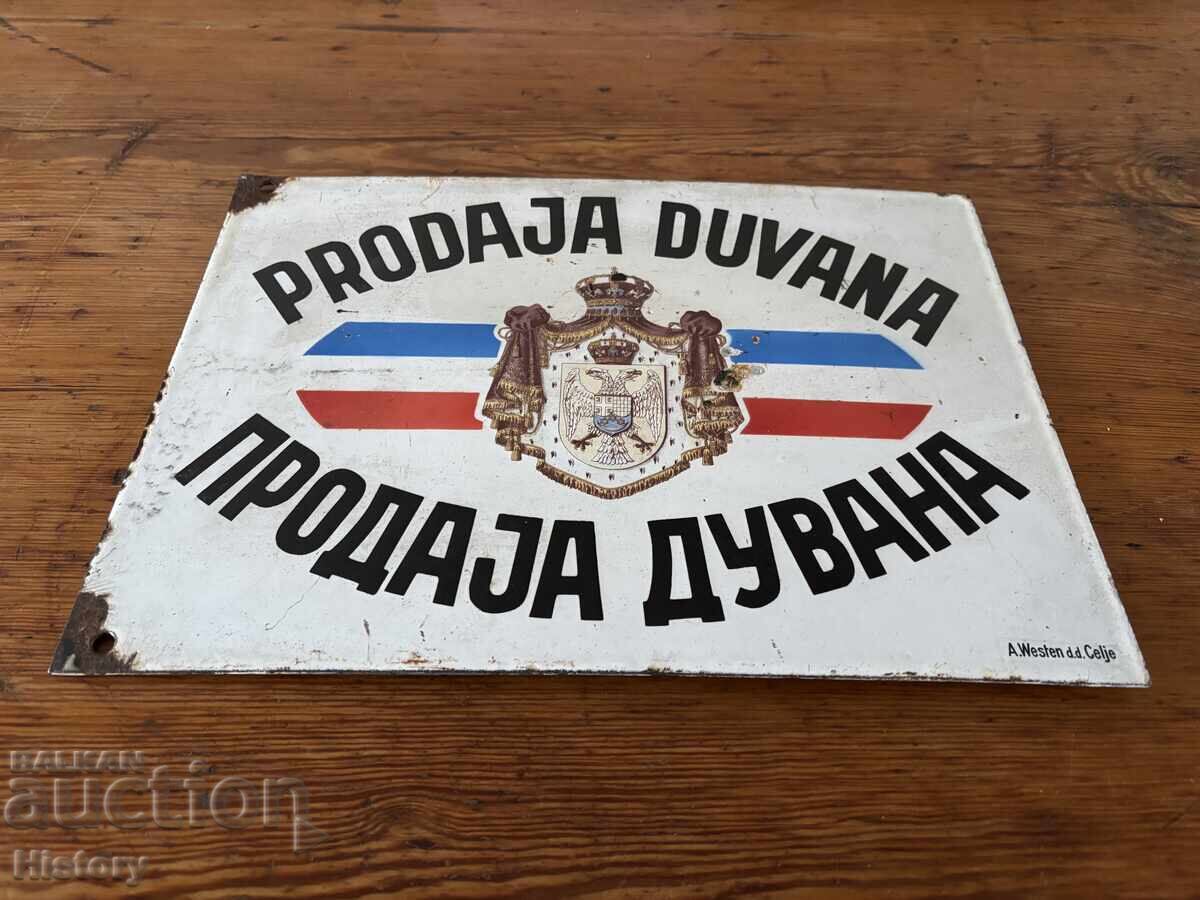 PRODAJA DUVANA
ПРОДАЈА ДУВАНА
A.Westen d.d. Celje
BALKAN
auction
History